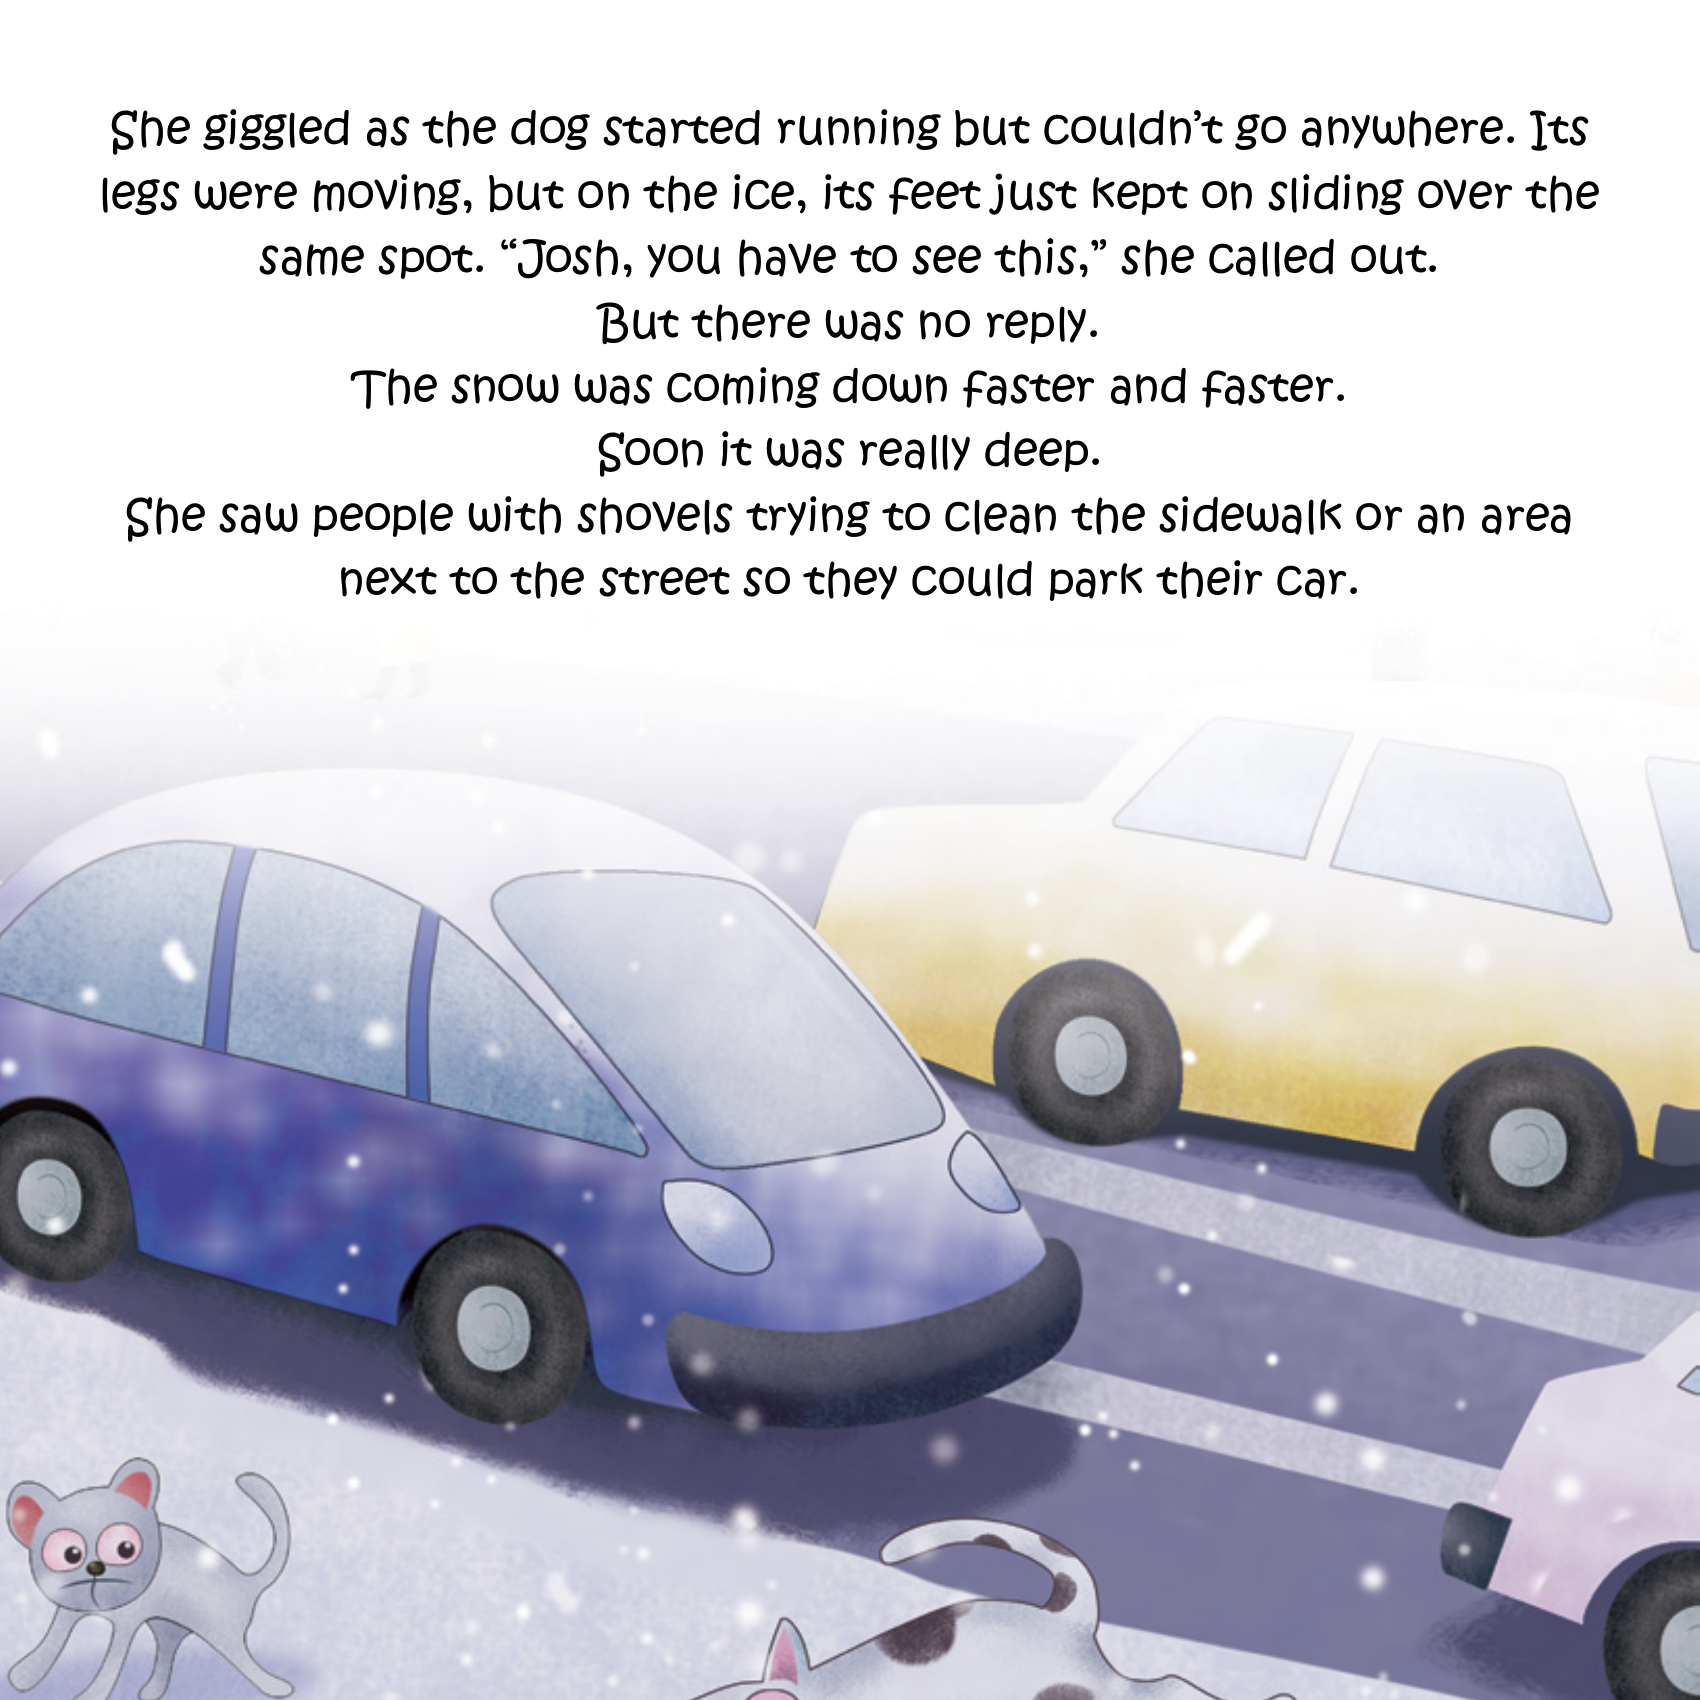 She giggled as the dog started running but couldn’t go anywhere. Its
legs were moving, but on the ice, its feet just kept on sliding over the
same spot. “Josh, you have to see this,” she called out.
But there was no reply.
The snow was coming down faster and faster.
Soon it was really deep.
She saw people with shovels trying to clean the sidewalk or an area
next to the street so they could park their car.